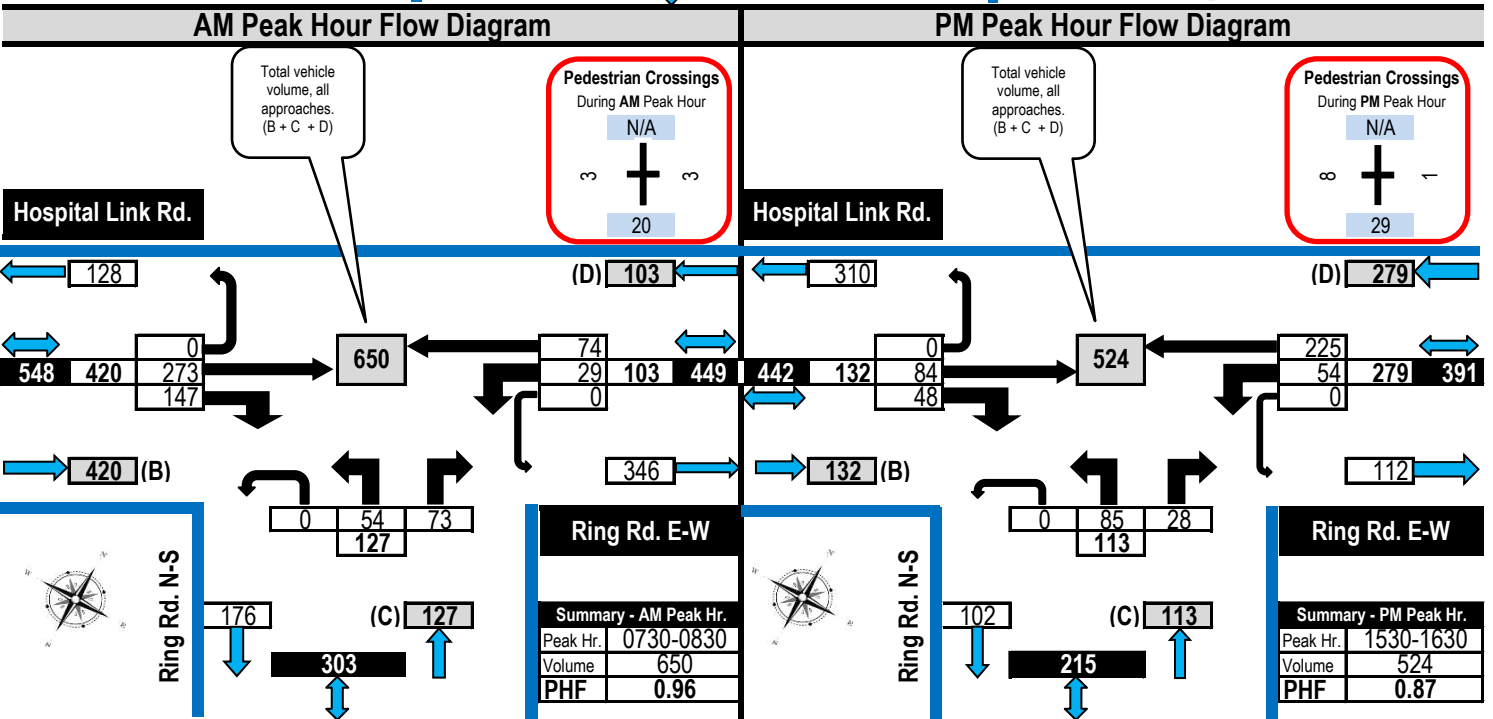 AM Peak Hour Flow Diagram
Total vehicle
volume, all
approaches.
(B + C + D)
Pedestrian Crossings
During AM Peak Hour
N/A
3
3
20
Hospital Link Rd.
128
(D) 103
0
650
74
548 420 273
29 103 449
147
0
420 (B)
346
0 54 73
127
Ring Rd. E-W
Ring Rd. N-S
176
(C) 127
303
Summary - AM Peak Hr.
Peak Hr. 0730-0830
Volume 650
PHF 0.96
PM Peak Hour Flow Diagram
Total vehicle
volume, all
approaches.
(B + C + D)
Pedestrian Crossings
During PM Peak Hour
N/A
8
1
29
Hospital Link Rd.
310
(D) 279
0
524
225
442 132 84
54 279 391
48
0
132 (B)
112
0 85 28
113
Ring Rd. E-W
Ring Rd. N-S
102
(C) 113
215
Summary - PM Peak Hr.
Peak Hr. 1530-1630
Volume 524
PHF 0.87